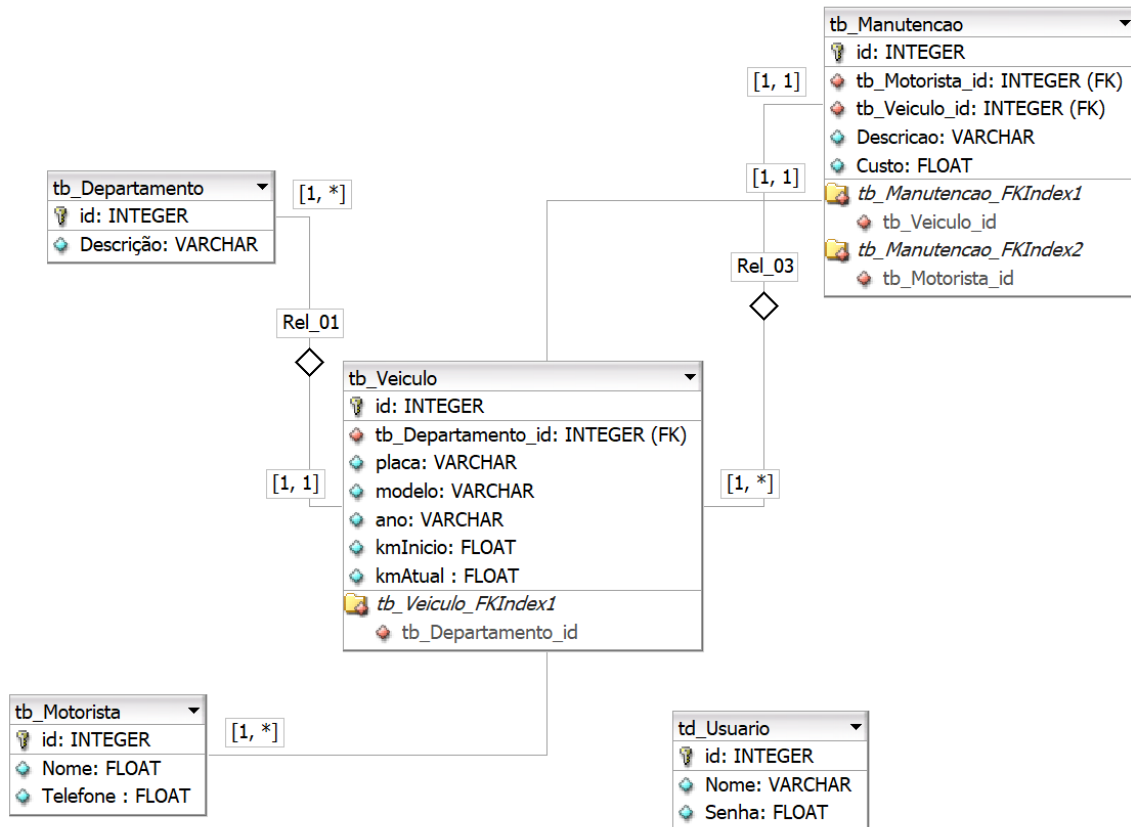 tb_Manutencao
id: INTEGER
tb_Motorista_id: INTEGER (FK)
tb_Veiculo_id: INTEGER (FK)
Descricao: VARCHAR
Custo: FLOAT
tb_Manutencao_FKIndex1
tb_Veiculo_id
tb_Manutencao_FKIndex2
tb_Motorista_id
[1, 1]
[1, 1]
Rel_03
[1, *]
tb_Departamento
id: INTEGER
Descrição: VARCHAR
[1, *]
Rel_01
[1, 1]
tb_Veiculo
id: INTEGER
tb_Departamento_id: INTEGER (FK)
placa: VARCHAR
modelo: VARCHAR
ano: VARCHAR
kmInicio: FLOAT
kmAtual : FLOAT
tb_Veiculo_FKIndex1
tb_Departamento_id
tb_Motorista
id: INTEGER
Nome: FLOAT
Telefone : FLOAT
[1, *]
td_Usuario
id: INTEGER
Nome: VARCHAR
Senha: FLOAT